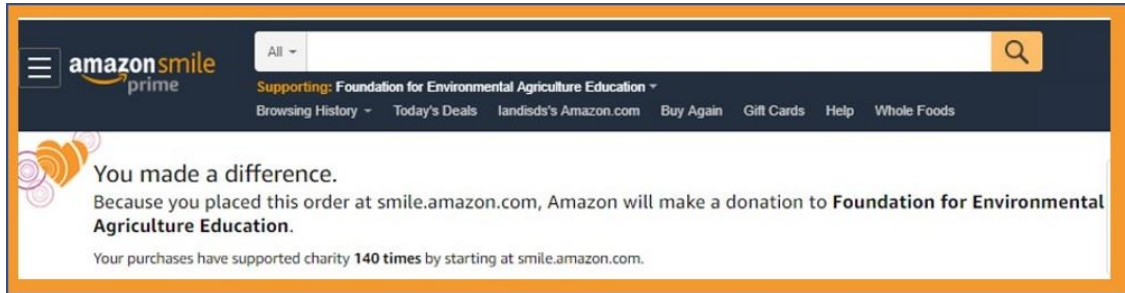 amazonsmile
prime
All
Supporting: Foundation for Environmental Agriculture Education
Browsing History Today's Deals landisds's Amazon.com Buy Again Gift Cards Help Whole Foods
You made a difference.
Because you placed this order at smile.amazon.com, Amazon will make a donation to Foundation for Environmental
Agriculture Education.
Your purchases have supported charity 140 times by starting at smile.amazon.com.